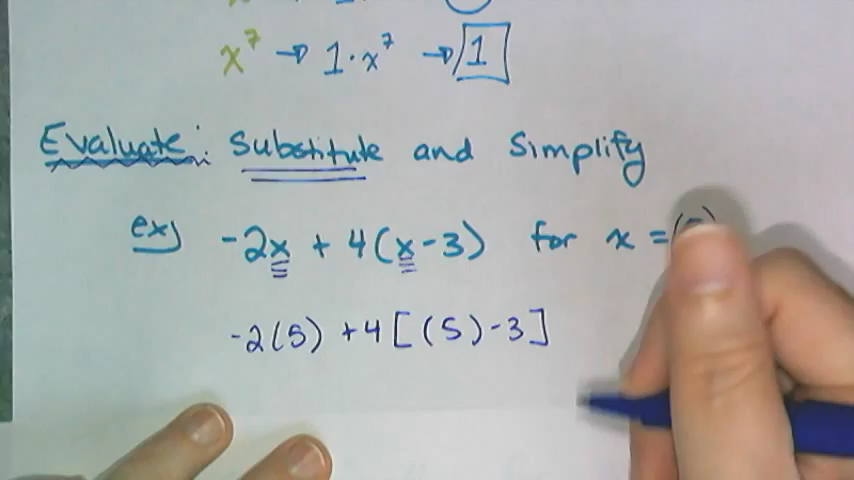 x⁷ → 1·x⁷ → 1
Evaluate: Substitute and Simplify
ex) -2x + 4(x-3) for x =
-2(5) + 4[(5)-3]